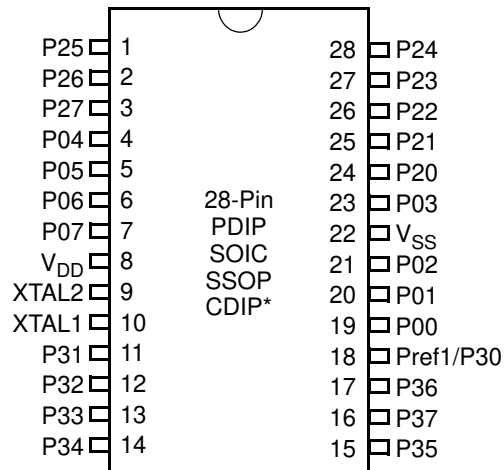 P25 1 28 P24
P26 2 27 P23
P27 3 26 P22
P04 4 25 P21
P05 5 24 P20
P06 6 28-Pin 23 P03
P07 7 PDIP 22 VSS
VDD 8 SOIC 21 P02
XTAL2 9 SSOP 20 P01
XTAL1 10 CDIP* 19 P00
P31 11 18 Pref1/P30
P32 12 17 P36
P33 13 16 P37
P34 14 15 P35